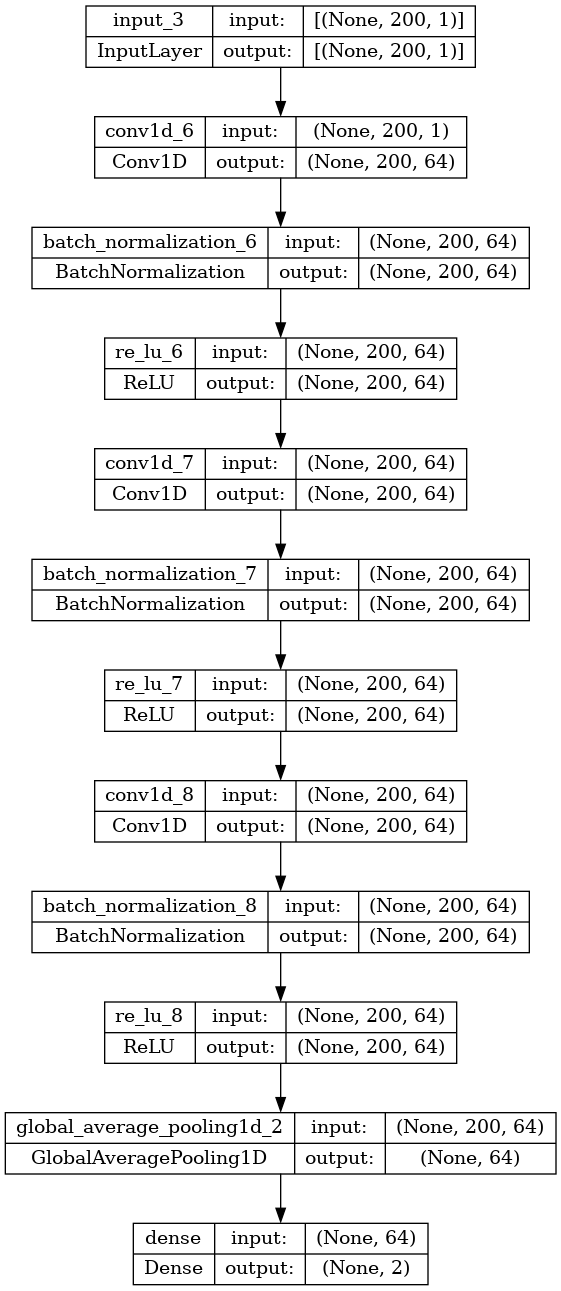 input_3 input: [(None, 200, 1)]
InputLayer output: [(None, 200, 1)]
conv1d_6 input: (None, 200, 1)
Conv1D output: (None, 200, 64)
batch_normalization_6 input: (None, 200, 64)
BatchNormalization output: (None, 200, 64)
re_lu_6 input: (None, 200, 64)
ReLU output: (None, 200, 64)
conv1d_7 input: (None, 200, 64)
Conv1D output: (None, 200, 64)
batch_normalization_7 input: (None, 200, 64)
BatchNormalization output: (None, 200, 64)
re_lu_7 input: (None, 200, 64)
ReLU output: (None, 200, 64)
conv1d_8 input: (None, 200, 64)
Conv1D output: (None, 200, 64)
batch_normalization_8 input: (None, 200, 64)
BatchNormalization output: (None, 200, 64)
re_lu_8 input: (None, 200, 64)
ReLU output: (None, 200, 64)
global_average_pooling1d_2 input: (None, 200, 64)
GlobalAveragePooling1D output: (None, 64)
dense input: (None, 64)
Dense output: (None, 2)